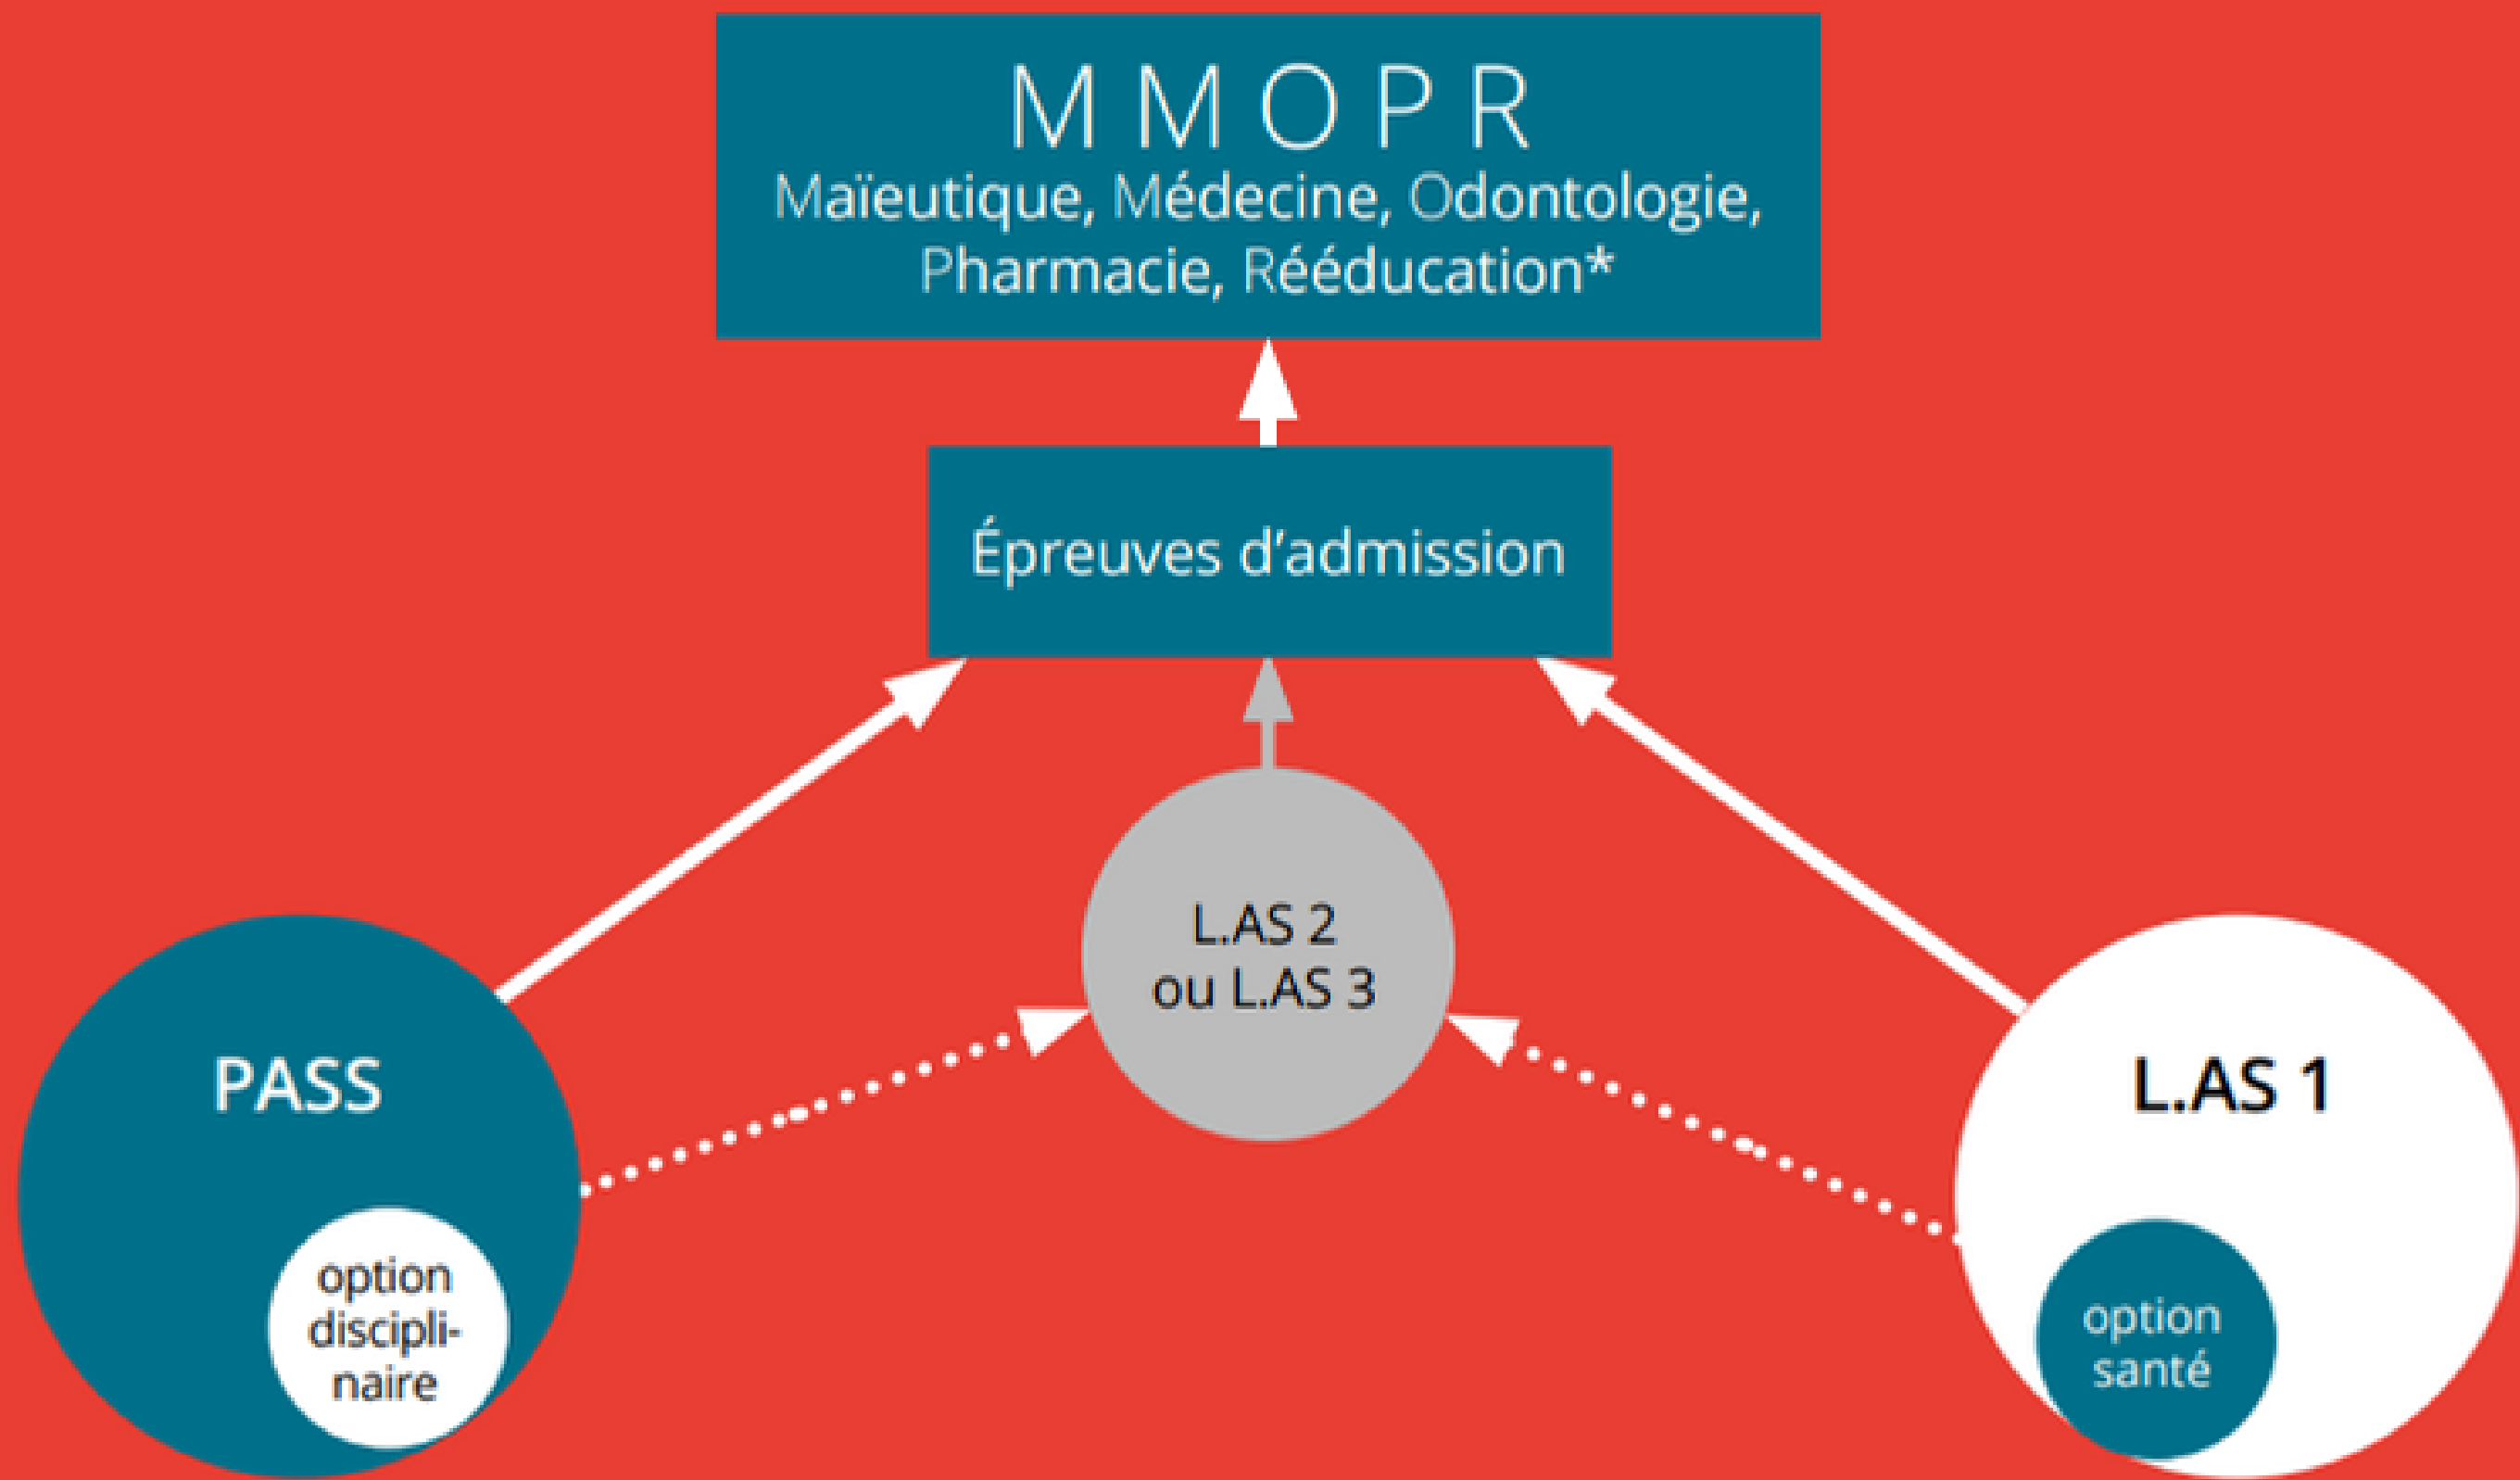 M M O P R
Maïeutique, Médecine, Odontologie,
Pharmacie, Rééducation*
Épreuves d'admission
L.AS 2
ou L.AS 3
PASS
option
discipli-
naire
L.AS 1
option
santé